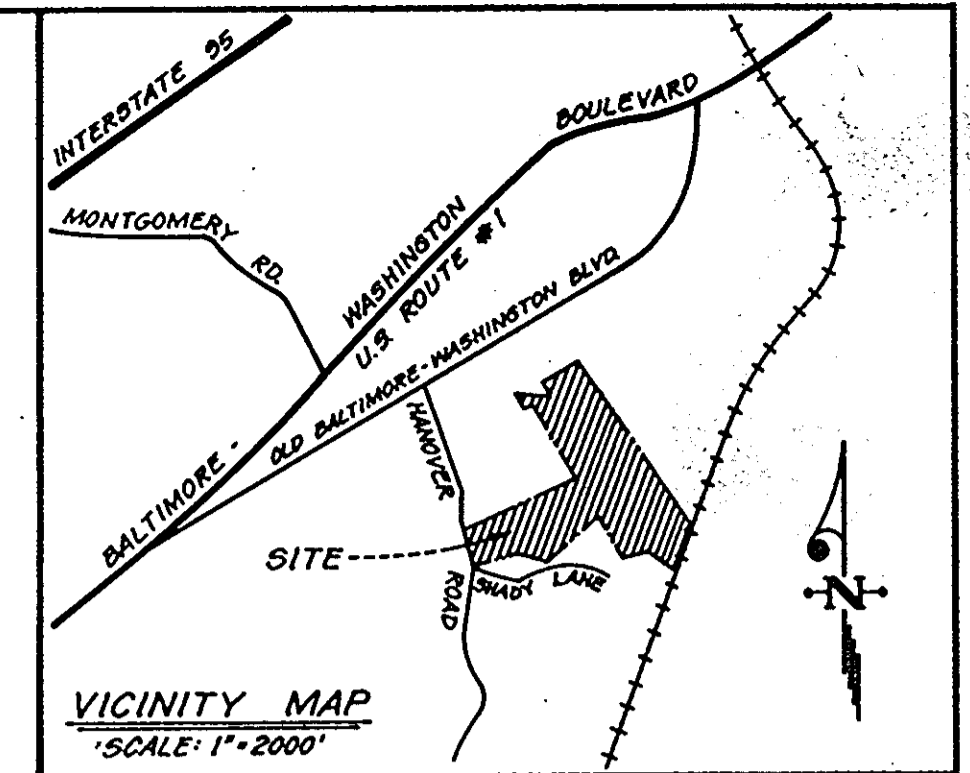 INTERSTATE 95
MONTGOMERY RD.
BALTIMORE - WASHINGTON BOULEVARD
U.S. ROUTE #1
OLD BALTIMORE-WASHINGTON BLVD.
HANOVER ROAD
SITE
SHADY LANE
N
VICINITY MAP
SCALE: 1"=2000'